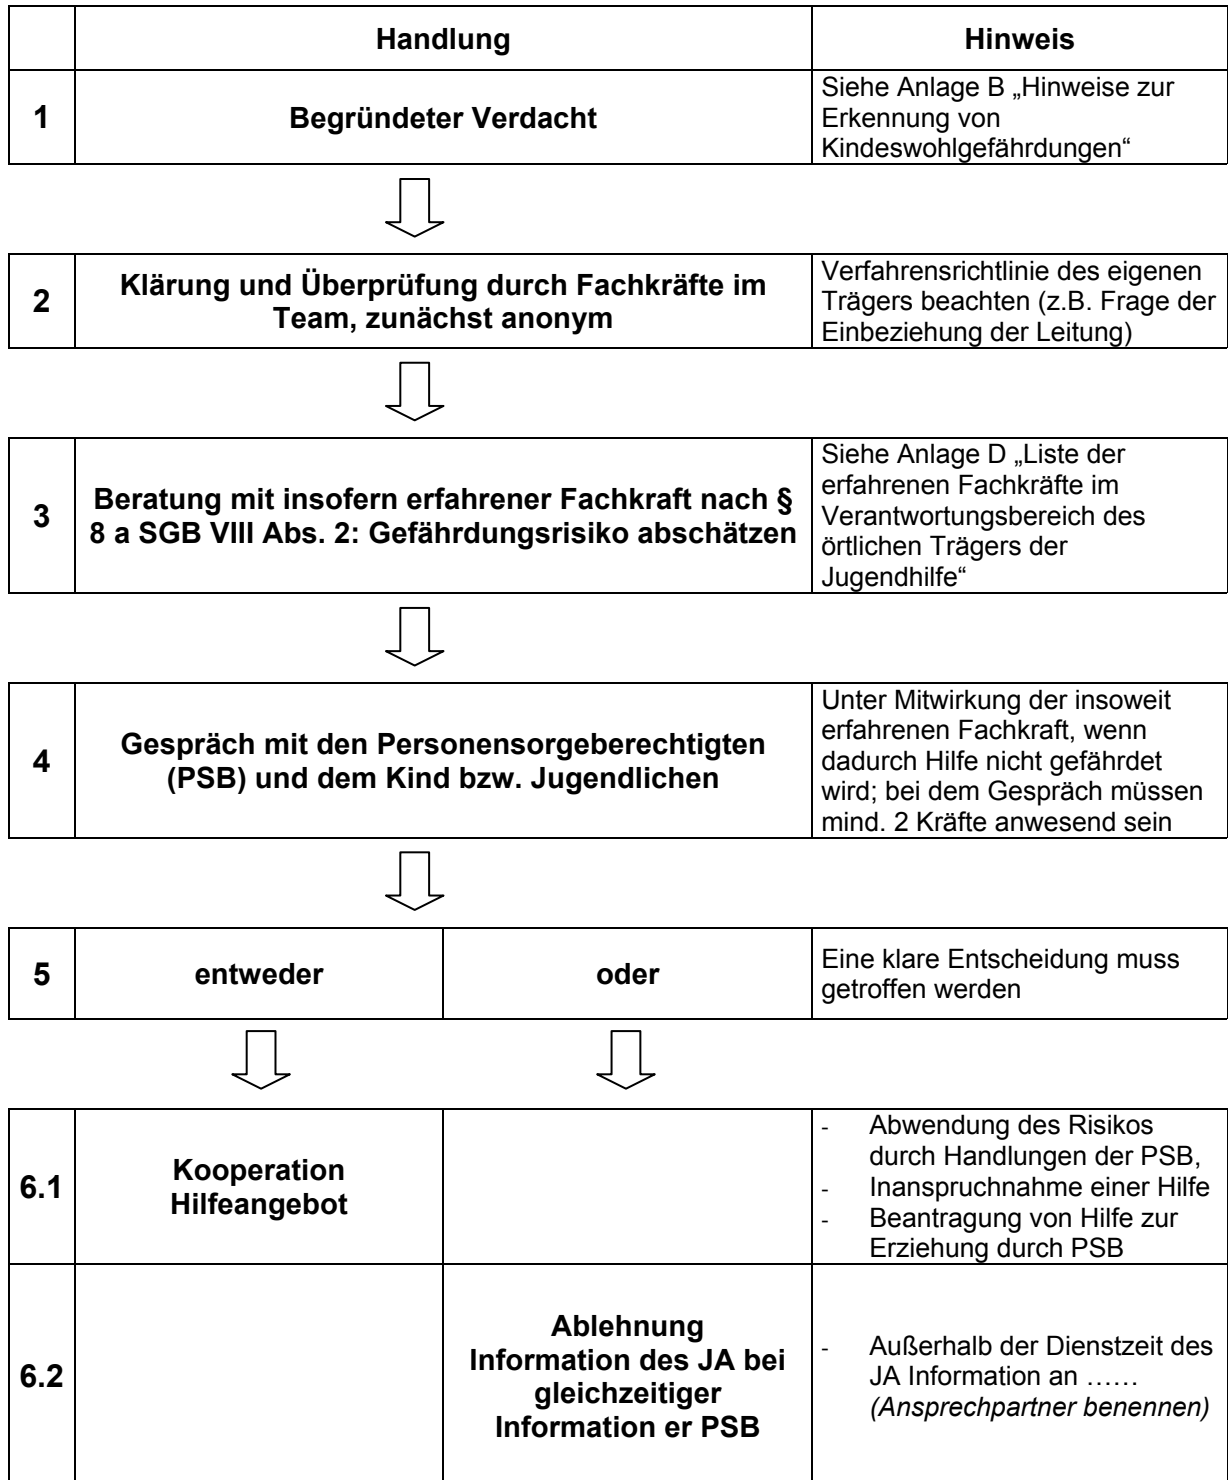 Handlung
Hinweis
1
Begründeter Verdacht
Siehe Anlage B „Hinweise zur
Erkennung von
Kindeswohlgefährdungen“
2
Klärung und Überprüfung durch Fachkräfte im
Team, zunächst anonym
Verfahrensrichtlinie des eigenen
Trägers beachten (z.B. Frage der
Einbeziehung der Leitung)
3
Beratung mit insofern erfahrener Fachkraft nach §
8 a SGB VIII Abs. 2: Gefährdungsrisiko abschätzen
Siehe Anlage D „Liste der
erfahrenen Fachkräfte im
Verantwortungsbereich des
örtlichen Trägers der
Jugendhilfe“
4
Gespräch mit den Personensorgeberechtigten
(PSB) und dem Kind bzw. Jugendlichen
Unter Mitwirkung der insoweit
erfahrenen Fachkraft, wenn
dadurch Hilfe nicht gefährdet
wird; bei dem Gespräch müssen
mind. 2 Kräfte anwesend sein
5
entweder
oder
Eine klare Entscheidung muss
getroffen werden
6.1
Kooperation
Hilfeangebot
- Abwendung des Risikos
durch Handlungen der PSB,
- Inanspruchnahme einer Hilfe
- Beantragung von Hilfe zur
Erziehung durch PSB
6.2
Ablehnung
Information des JA bei
gleichzeitiger
Information er PSB
- Außerhalb der Dienstzeit des
JA Information an ……
(Ansprechpartner benennen)